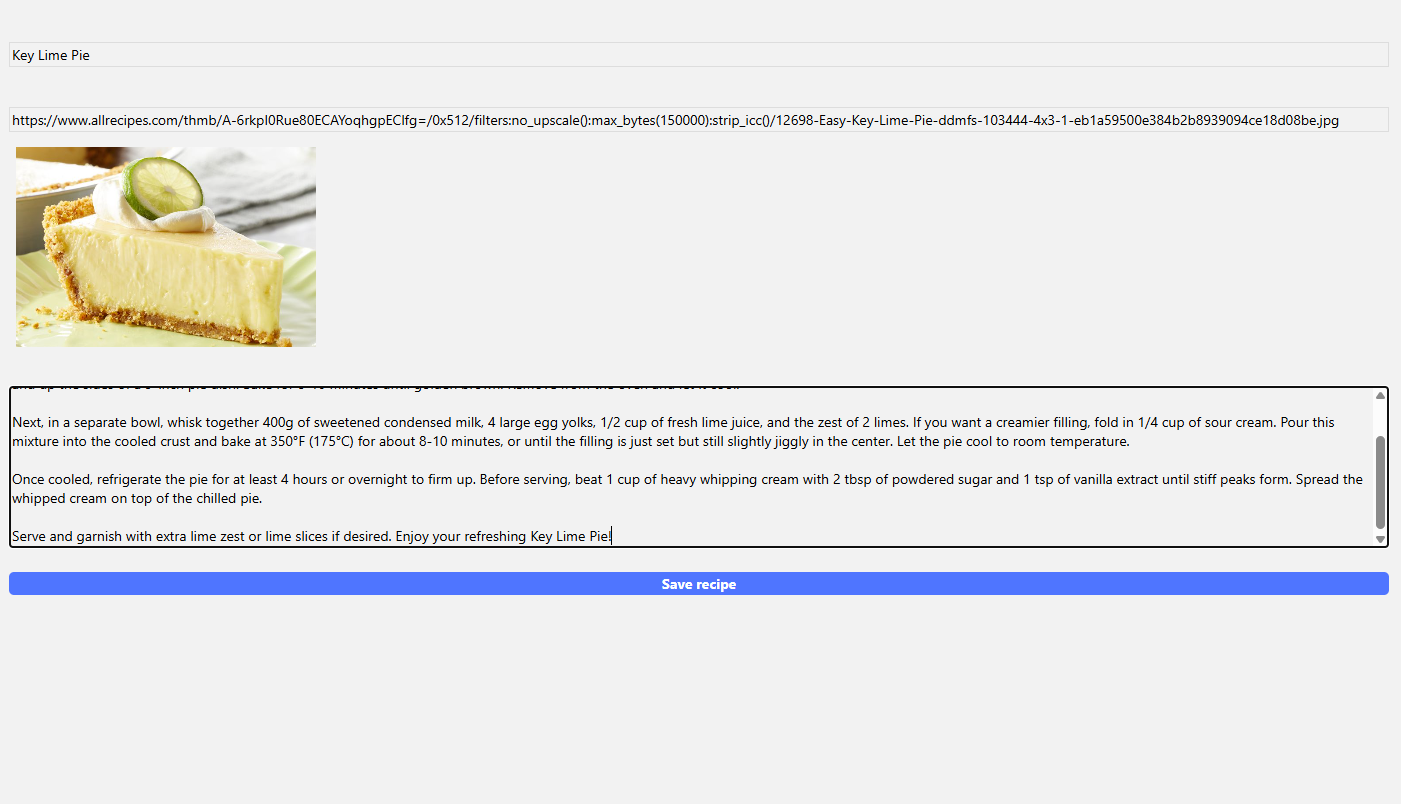 Key Lime Pie
https://www.allrecipes.com/thmb/A-6rkpI0Rue80ECAYoqhgpEClfg=/0x512/filters:no_upscale():max_bytes(150000):strip_icc()/12698-Easy-Key-Lime-Pie-ddmfs-103444-4x3-1-eb1a59500e384b2b8939094ce18d08be.jpg
Next, in a separate bowl, whisk together 400g of sweetened condensed milk, 4 large egg yolks, 1/2 cup of fresh lime juice, and the zest of 2 limes. If you want a creamier filling, fold in 1/4 cup of sour cream. Pour this
mixture into the cooled crust and bake at 350°F (175°C) for about 8-10 minutes, or until the filling is just set but still slightly jiggly in the center. Let the pie cool to room temperature.
Once cooled, refrigerate the pie for at least 4 hours or overnight to firm up. Before serving, beat 1 cup of heavy whipping cream with 2 tbsp of powdered sugar and 1 tsp of vanilla extract until stiff peaks form. Spread the
whipped cream on top of the chilled pie.
Serve and garnish with extra lime zest or lime slices if desired. Enjoy your refreshing Key Lime Pie!
Save recipe